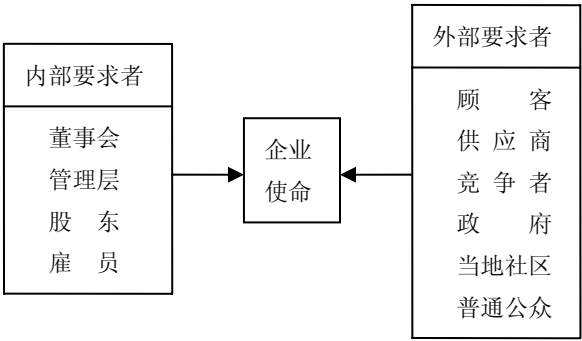 内部要求者
董事会
管理层
股 东
雇 员
企业
使命
外部要求者
顾 客
供 应 商
竞 争 者
政 府
当地社区
普通公众